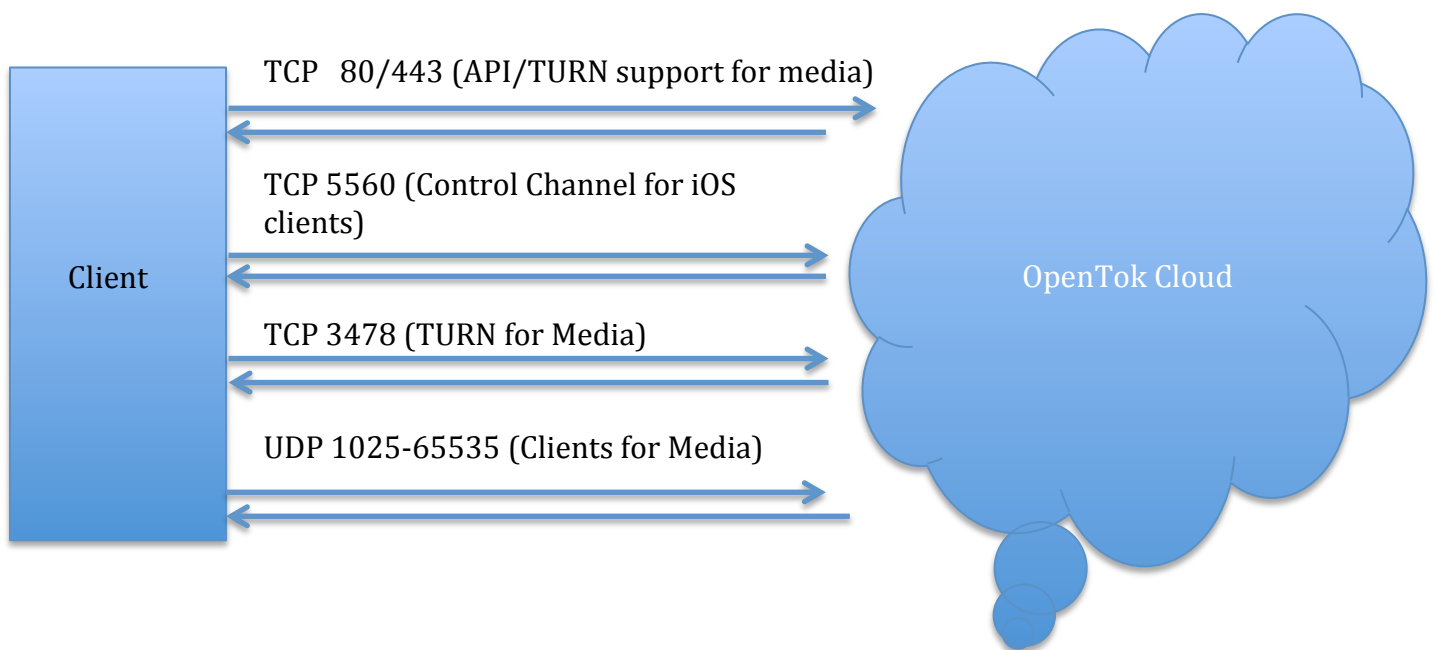 TCP 80/443 (API/TURN support for media)
TCP 5560 (Control Channel for iOS
clients)
Client
OpenTok Cloud
TCP 3478 (TURN for Media)
UDP 1025-65535 (Clients for Media)